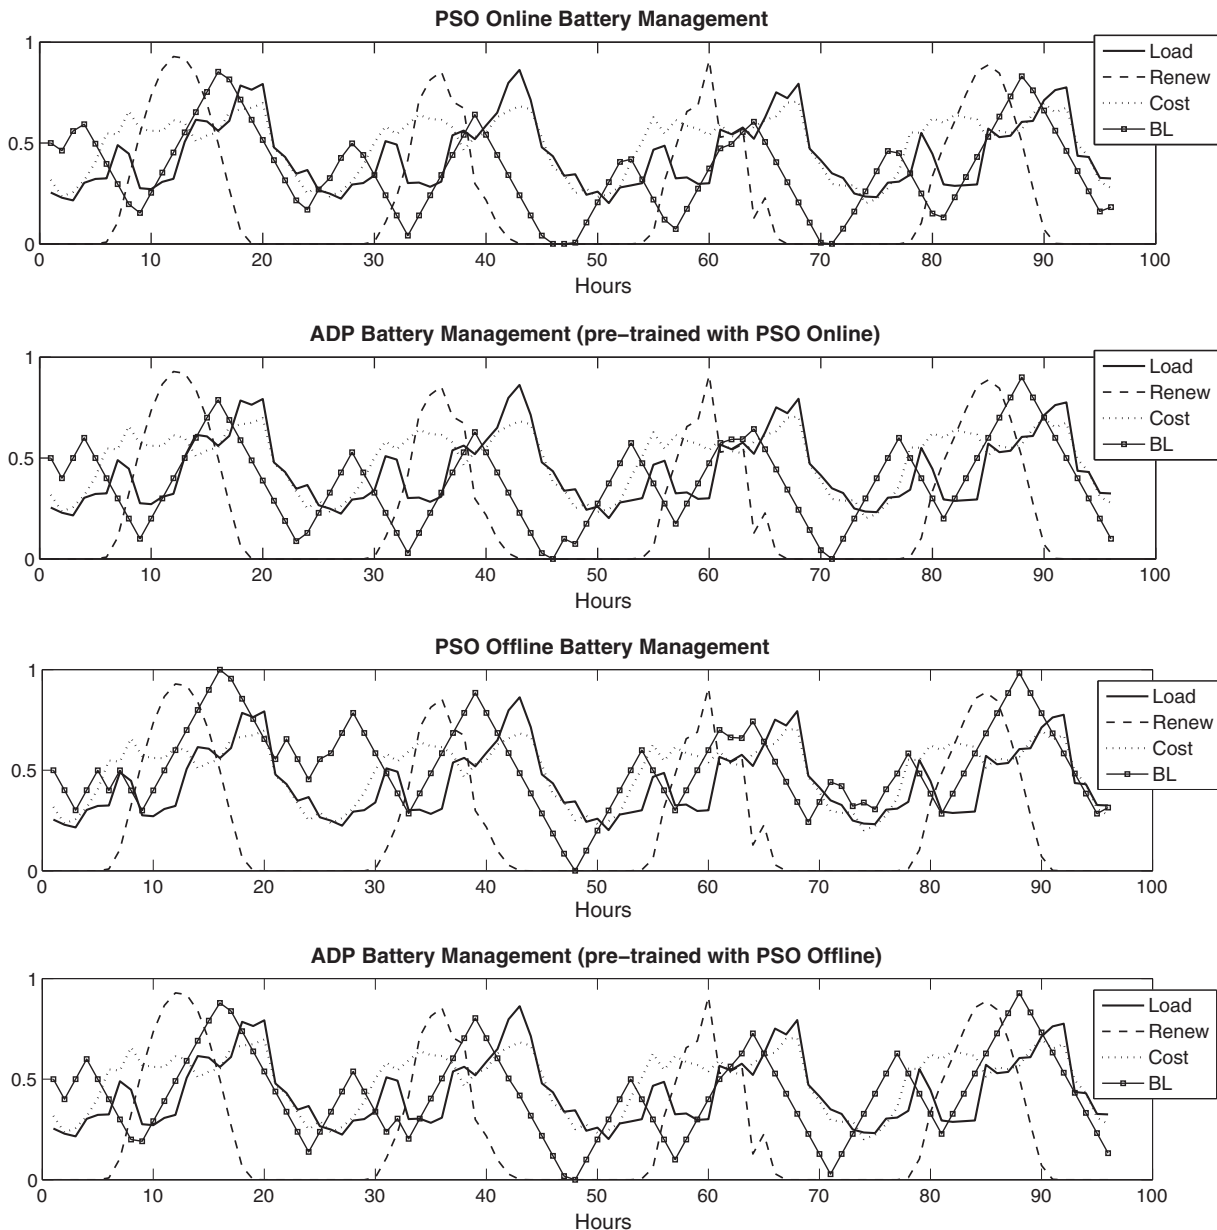 PSO Online Battery Management
1
0.5
0
0 10 20 30 40 50 60 70 80 90 100
Hours
Load
Renew
Cost
BL
ADP Battery Management (pre−trained with PSO Online)
1
0.5
0
0 10 20 30 40 50 60 70 80 90 100
Hours
Load
Renew
Cost
BL
PSO Offline Battery Management
1
0.5
0
0 10 20 30 40 50 60 70 80 90 100
Hours
Load
Renew
Cost
BL
ADP Battery Management (pre−trained with PSO Offline)
1
0.5
0
0 10 20 30 40 50 60 70 80 90 100
Hours
Load
Renew
Cost
BL